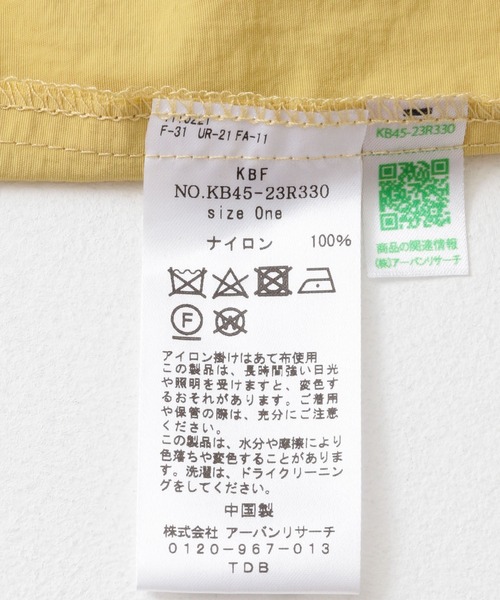 F-31 UR-21 FA-11
KBF
NO.KB45-23R330
size One
ナイロン 100%
アイロン掛けはあて布使用
この製品は、長時間強い日光
や照明を受けますと、変色す
るおそれがあります。ご着用
や保管の際は、充分にご注意
ください。
この製品は、水分や摩擦により
色落ちや変色することがありま
す。洗濯は、ドライクリーニン
グをしてください。
中国製
株式会社 アーバンリサーチ
0120-967-013
TDB
KB45-23R330
商品の関連情報
(株)アーバンリサーチ